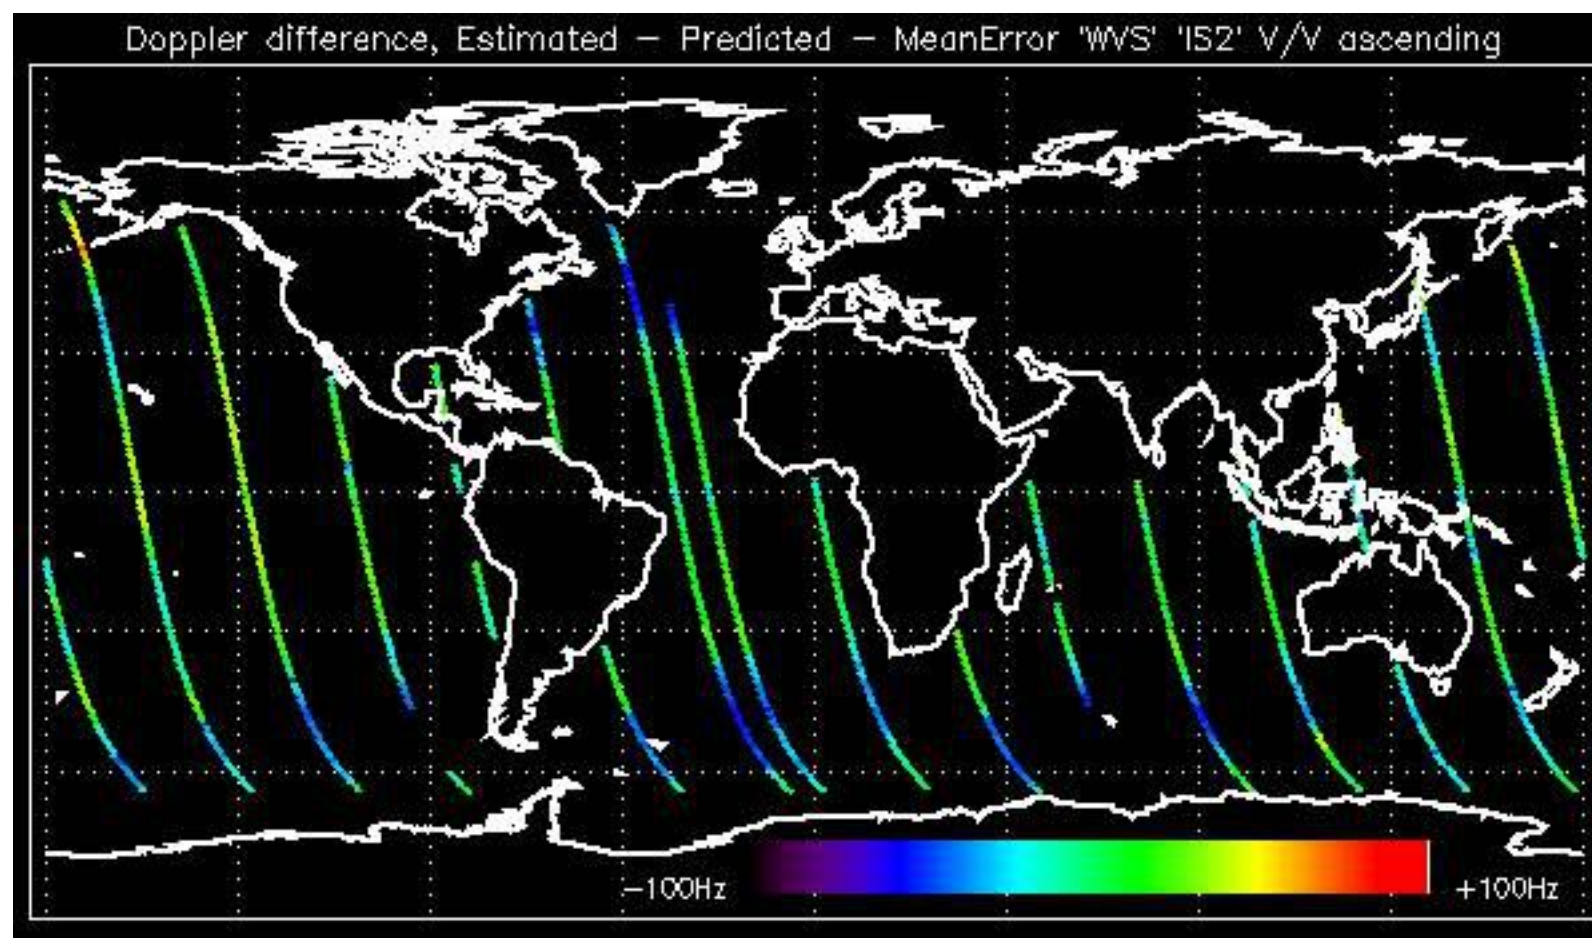 Doppler difference, Estimated – Predicted – MeanError 'WVS' 'IS2' V/V ascending
–100Hz
+100Hz